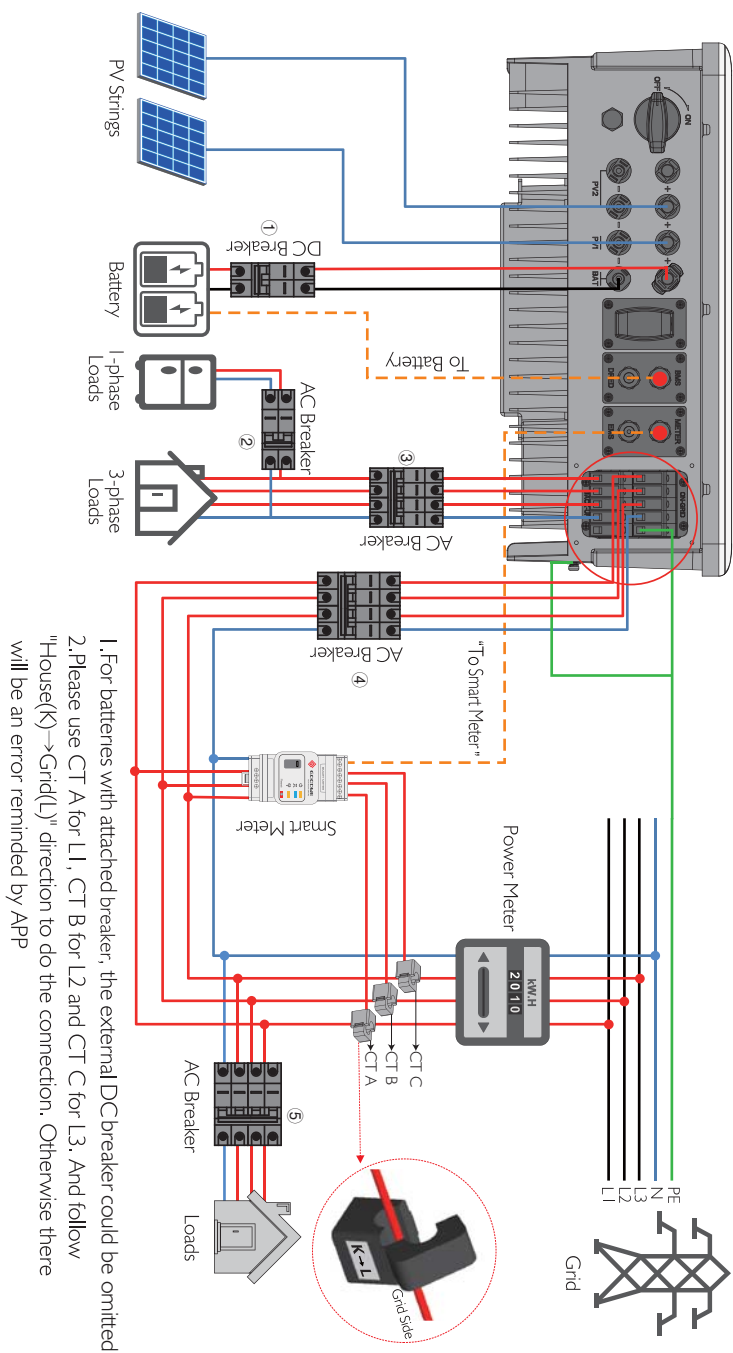 OFF
ON
PV2
PV1
BAT
+
+
+
-
-
-
BMS
DRED
METER
EMS
ON-GRID
PV Strings
DC Breaker
①
Battery
To Battery
1-phase
Loads
AC Breaker
②
3-phase
Loads
③
AC Breaker
AC Breaker
④
"To Smart Meter"
Smart Meter
Power Meter
kW.H
2010
CT C
CT B
CT A
PE
N
L3
L2
L1
Grid
K→L
Grid Side
AC Breaker
⑤
Loads
1.For batteries with attached breaker, the external DC breaker could be omitted
2.Please use CT A for L1, CT B for L2 and CT C for L3. And follow
"House(K)→Grid(L)" direction to do the connection. Otherwise there
will be an error reminded by APP